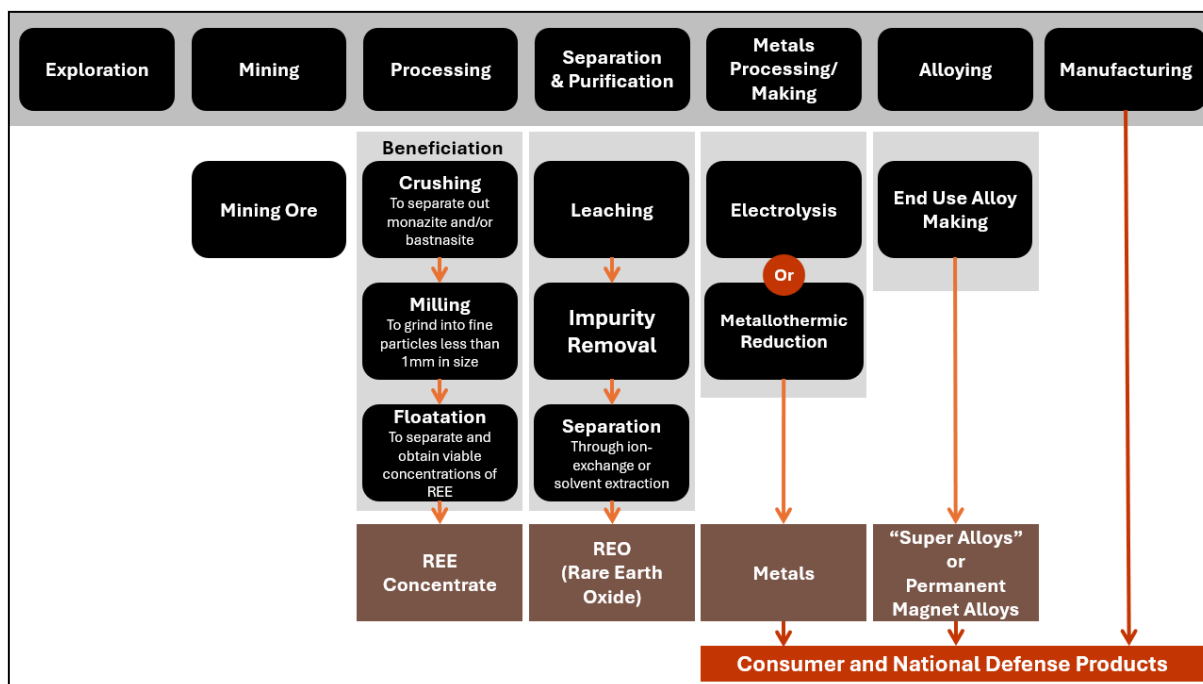 Exploration
Mining
Processing
Separation
& Purification
Metals
Processing/
Making
Alloying
Manufacturing
Mining Ore
Beneficiation
Crushing
To separate out
monazite and/or
bastnasite
Milling
To grind into fine
particles less than
1mm in size
Floatation
To separate and
obtain viable
concentrations of
REE
REE
Concentrate
Leaching
Impurity
Removal
Separation
Through ion-
exchange or
solvent extraction
REO
(Rare Earth
Oxide)
Electrolysis
Or
Metallothermic
Reduction
Metals
End Use Alloy
Making
“Super Alloys”
or
Permanent
Magnet Alloys
Consumer and National Defense Products